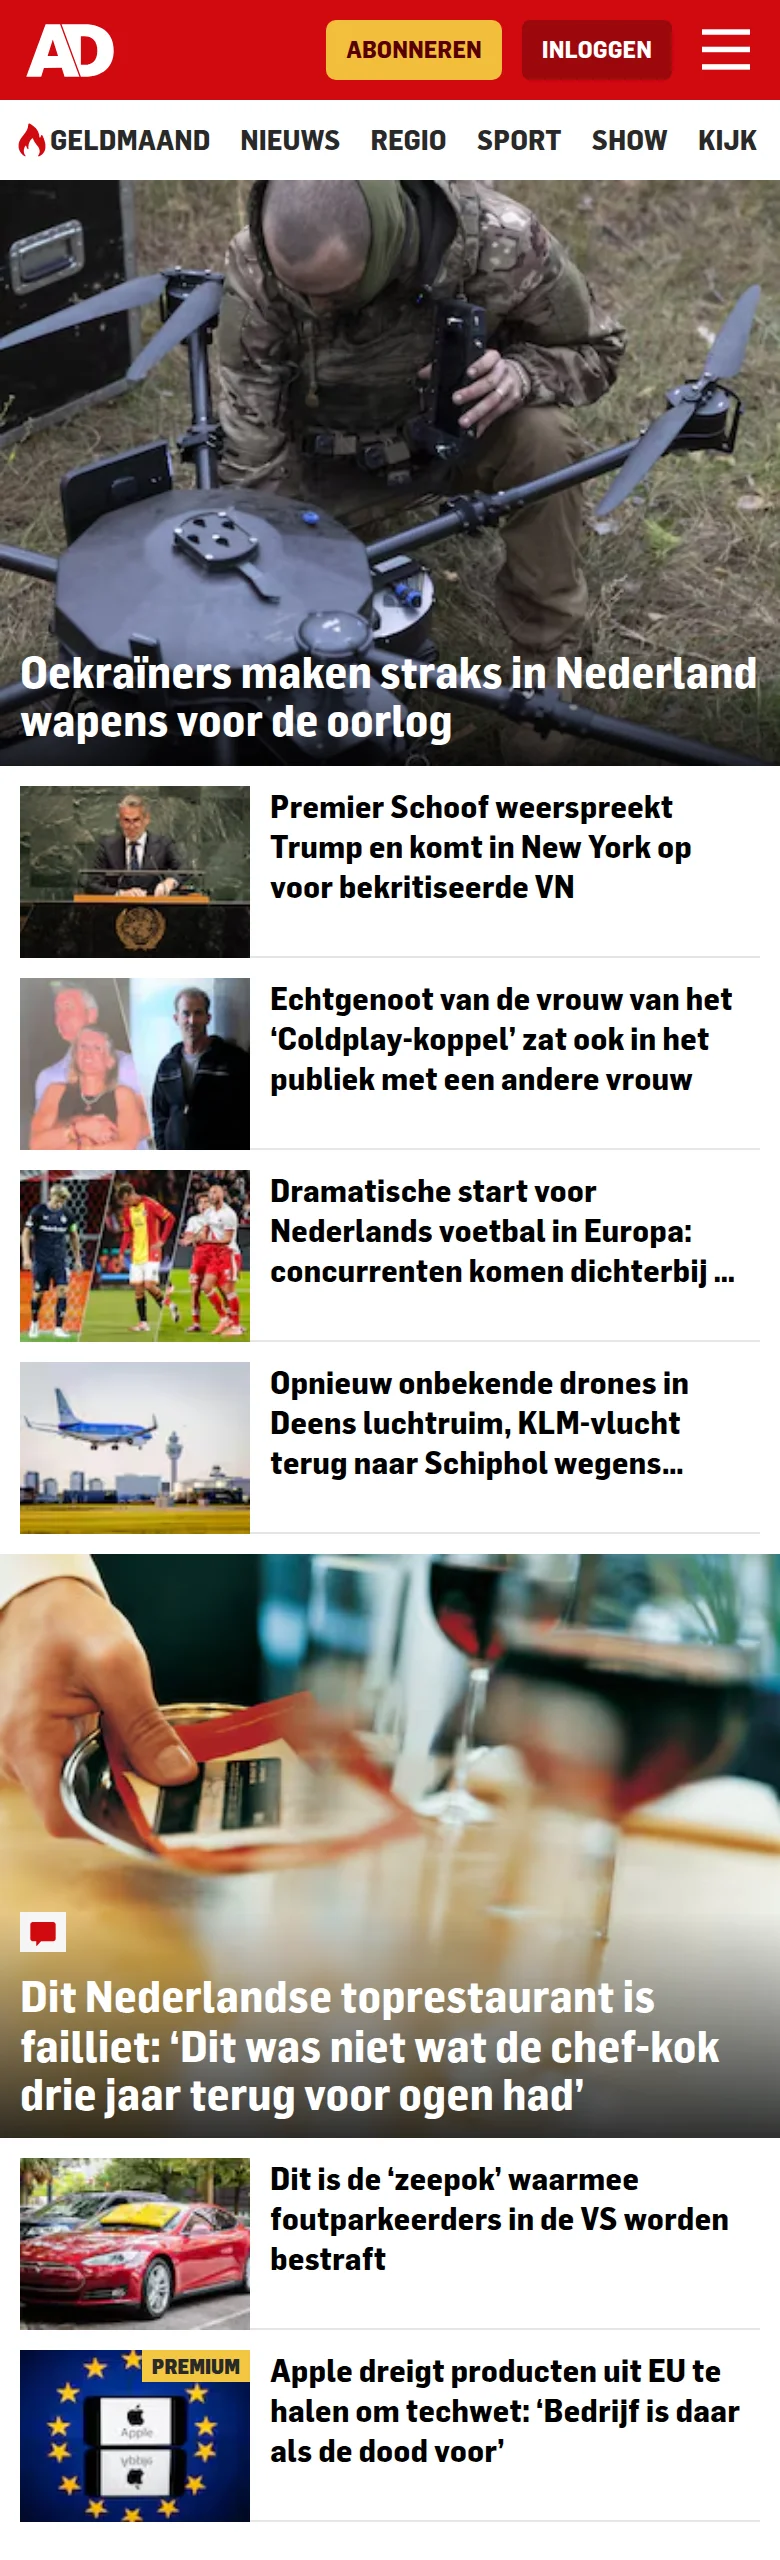 AD
ABONNEREN
INLOGGEN
GELDMAAND
NIEUWS
REGIO
SPORT
SHOW
KIJK
Oekraïners maken straks in Nederland
wapens voor de oorlog
Premier Schoof weerspreekt
Trump en komt in New York op
voor bekritiseerde VN
Echtgenoot van de vrouw van het
‘Coldplay-koppel’ zat ook in het
publiek met een andere vrouw
Dramatische start voor
Nederlands voetbal in Europa:
concurrenten komen dichterbij ...
Opnieuw onbekende drones in
Deens luchtruim, KLM-vlucht
terug naar Schiphol wegens...
Dit Nederlandse toprestaurant is
failliet: ‘Dit was niet wat de chef-kok
drie jaar terug voor ogen had’
Dit is de ‘zeepok’ waarmee
foutparkeerders in de VS worden
bestraft
PREMIUM
Apple
Apple
Apple dreigt producten uit EU te
halen om techwet: ‘Bedrijf is daar
als de dood voor’